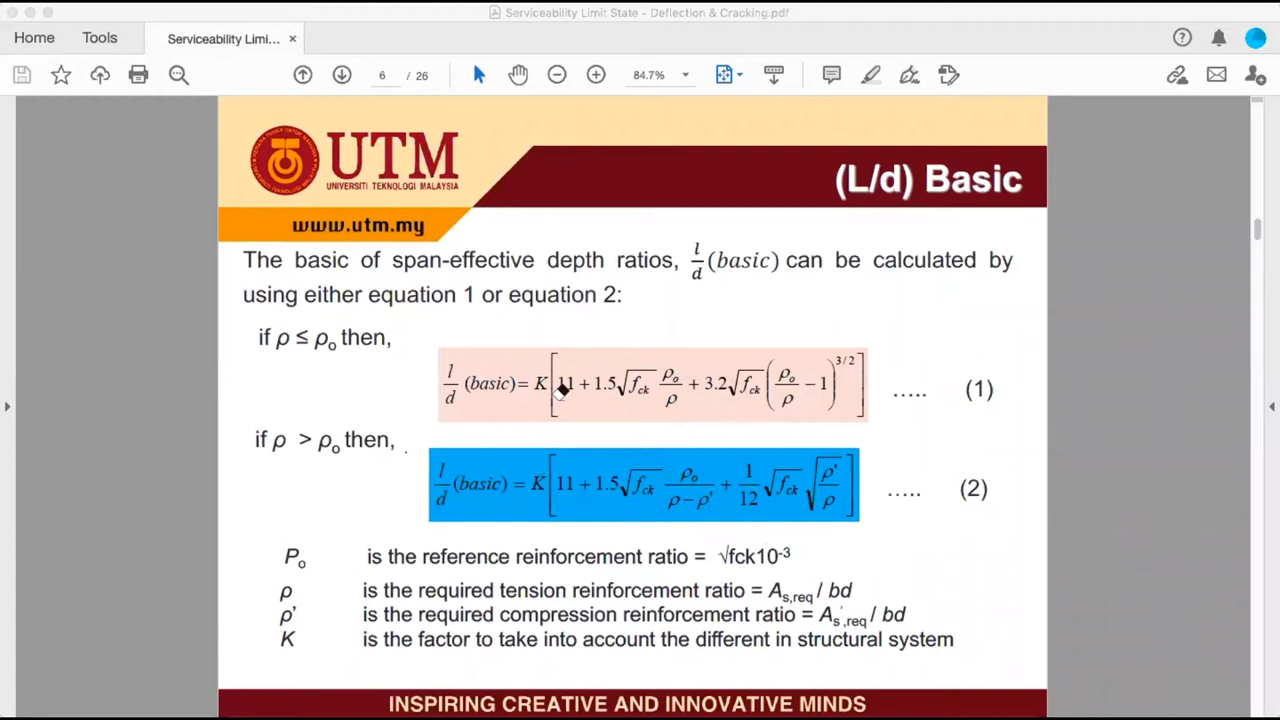 Serviceability Limit State - Deflection & Cracking.pdf
Home Tools Serviceability Limi... ×
6 / 26 84.7%
UTM
UNIVERSITI TEKNOLOGI MALAYSIA
(L/d) Basic
www.utm.my
The basic of span-effective depth ratios, l/d (basic) can be calculated by
using either equation 1 or equation 2:
if ρ ≤ ρo then,
l/d (basic)= K[11 + 1.5√fck ρo/ρ + 3.2√fck (ρo/ρ − 1)^3/2] ..... (1)
if ρ > ρo then, .
l/d (basic) = K[11 + 1.5√fck ρo/(ρ − ρ') + 1/12 √fck √(ρ'/ρ)] ..... (2)
Po is the reference reinforcement ratio = √fck10-3
ρ is the required tension reinforcement ratio = As,req / bd
ρ' is the required compression reinforcement ratio = As',req / bd
K is the factor to take into account the different in structural system
INSPIRING CREATIVE AND INNOVATIVE MINDS